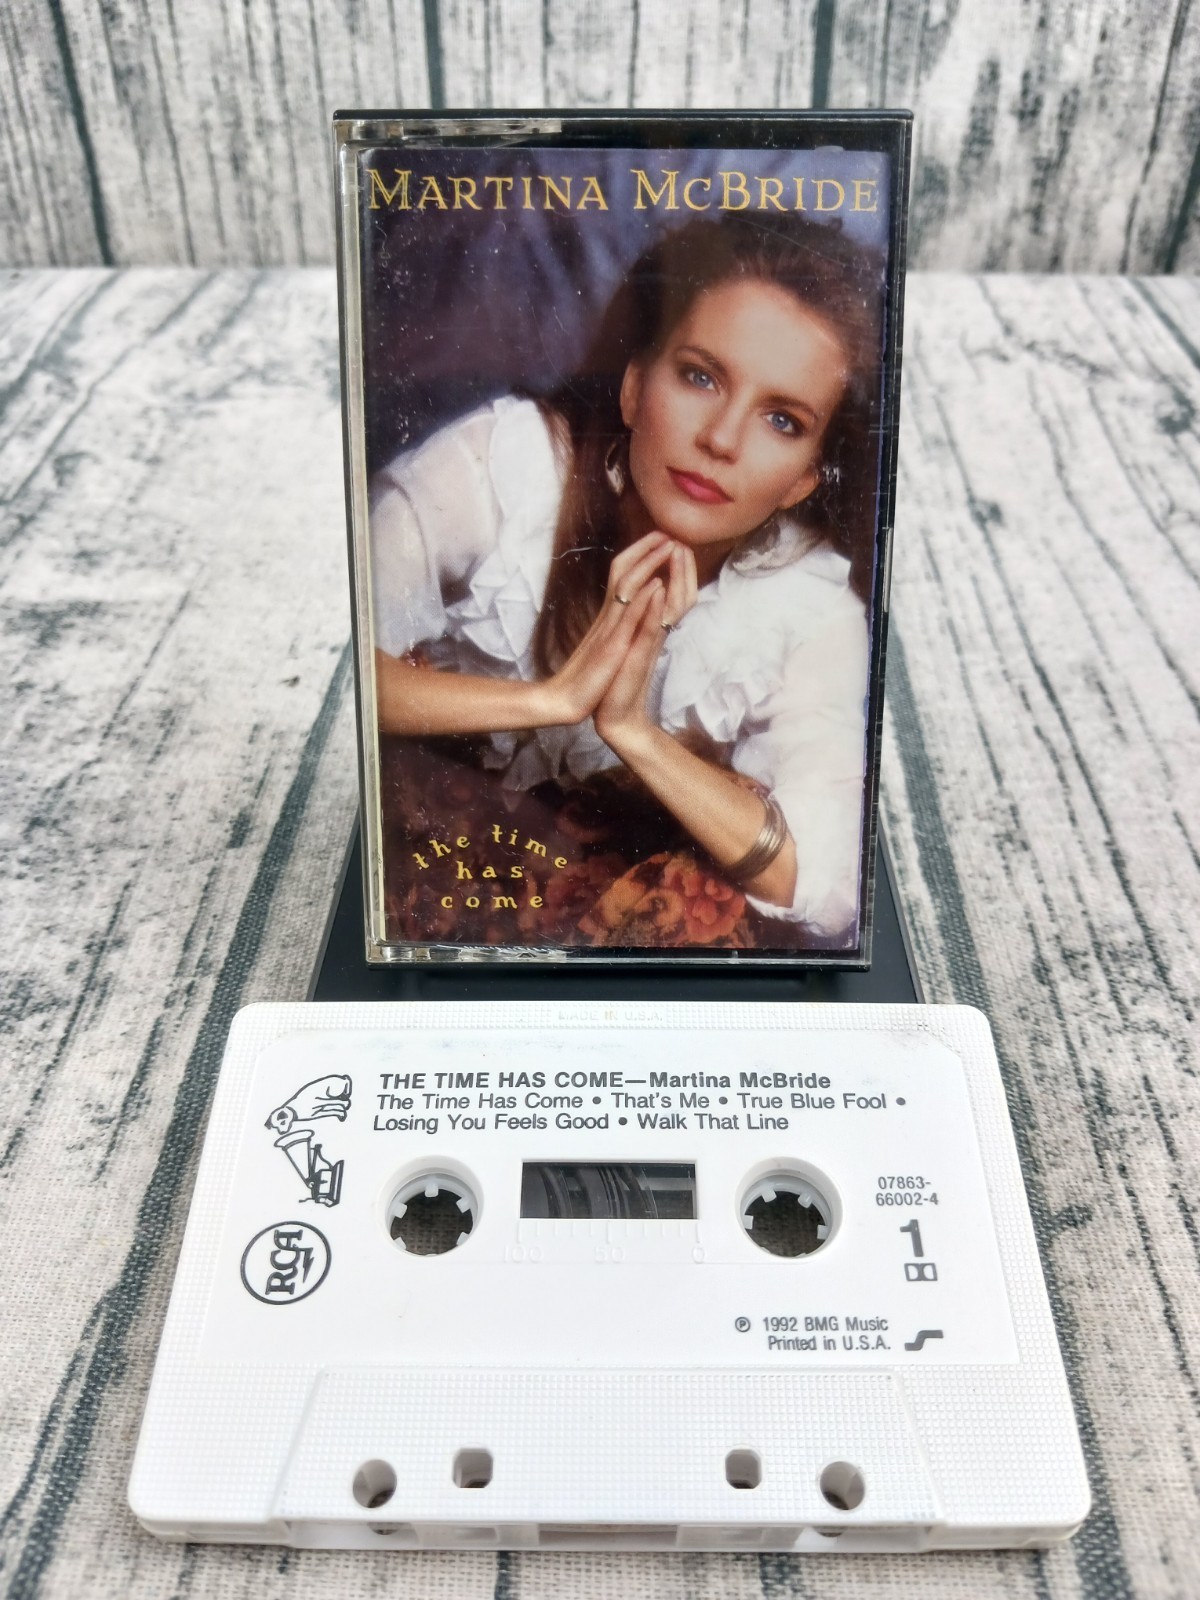 MARTINA MCBRIDE
the time
has
come
MADE IN U.S.A.
THE TIME HAS COME—Martina McBride
The Time Has Come • That's Me • True Blue Fool •
Losing You Feels Good • Walk That Line
07863-
66002-4
1
100 50 0
RCA
℗ 1992 BMG Music
Printed in U.S.A.